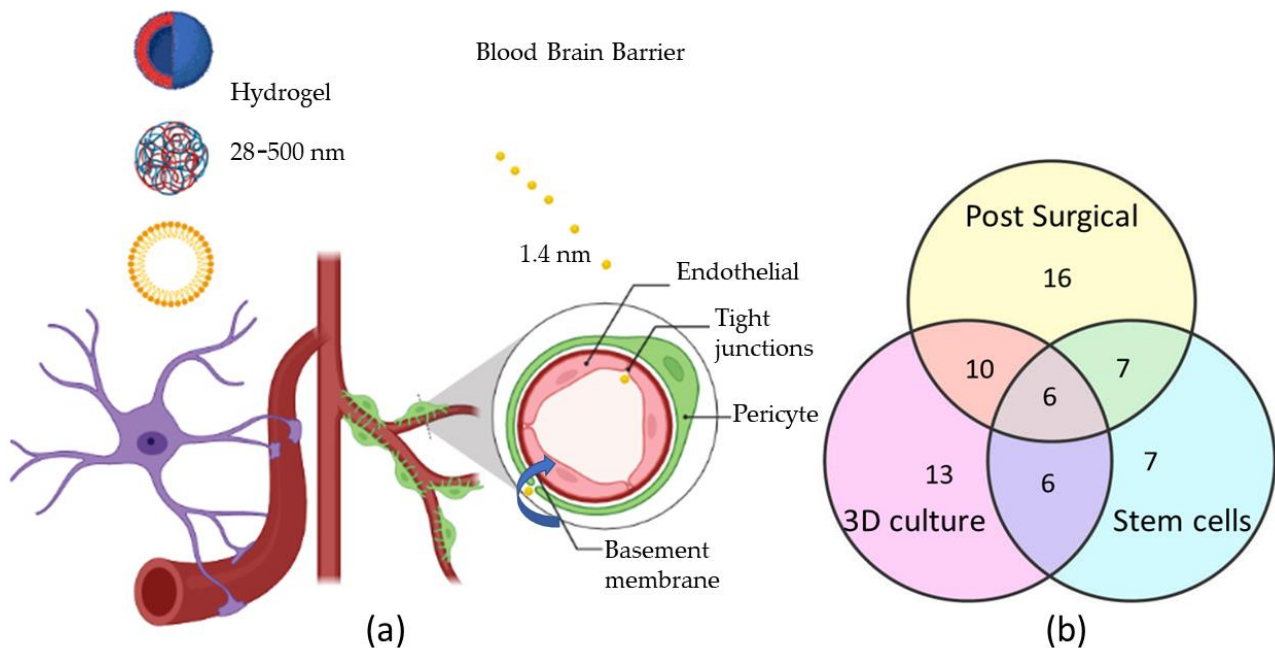 Blood Brain Barrier
Hydrogel
28-500 nm
1.4 nm
Endothelial
Tight
junctions
Pericyte
Basement
membrane
(a)
Post Surgical
16
10
7
6
13
6
7
3D culture
Stem cells
(b)